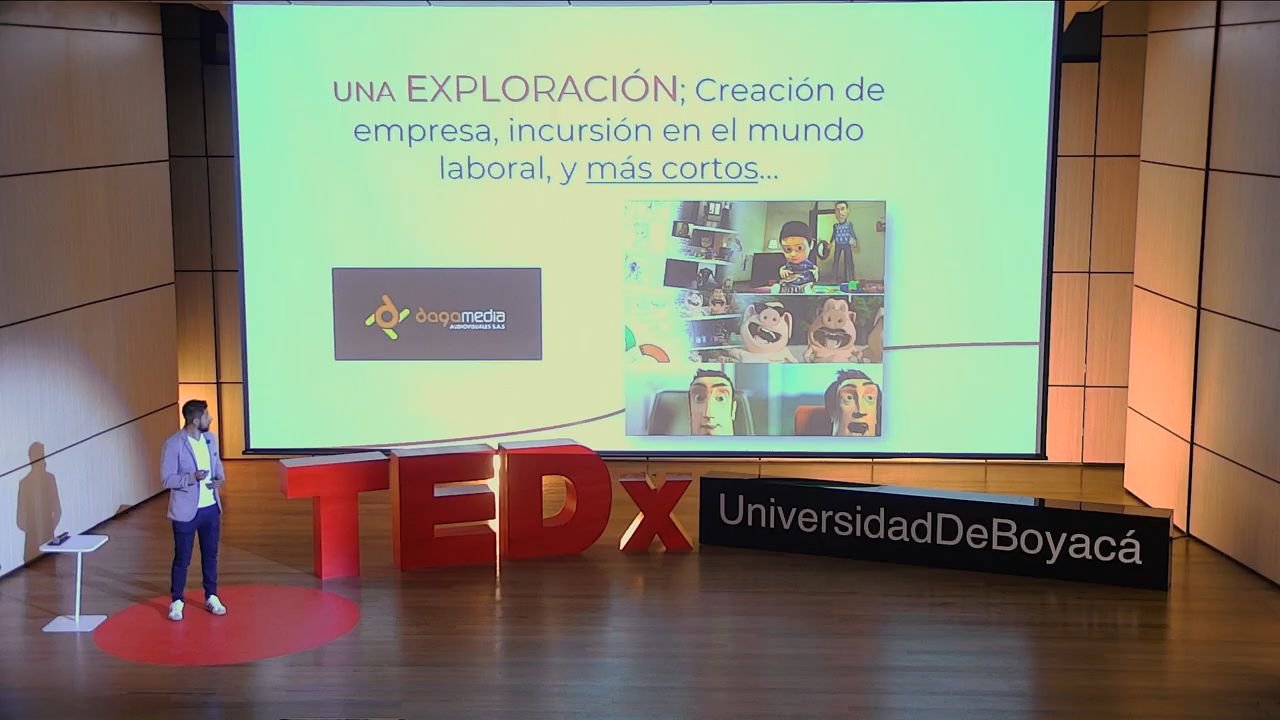 UNA EXPLORACIÓN; Creación de
empresa, incursión en el mundo
laboral, y más cortos...
dagamedia
AUDIOVISUALES S.A.S
TEDx
UniversidadDeBoyacá